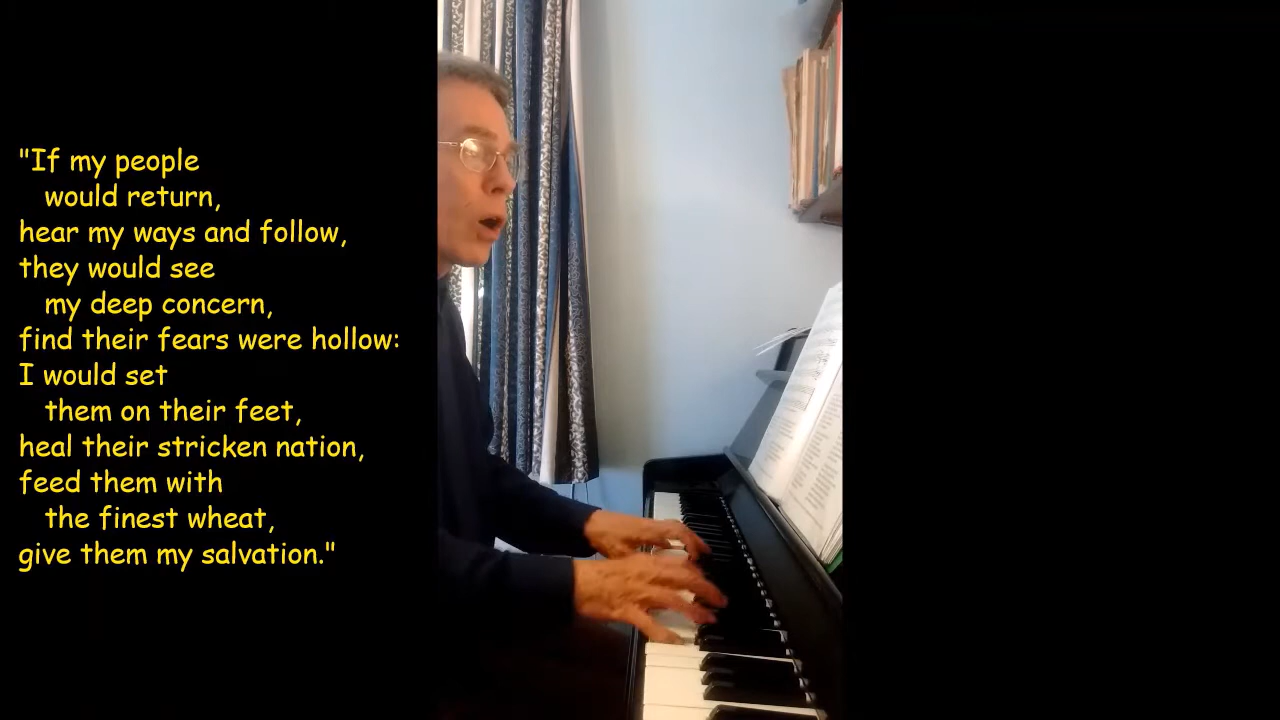 "If my people
would return,
hear my ways and follow,
they would see
my deep concern,
find their fears were hollow:
I would set
them on their feet,
heal their stricken nation,
feed them with
the finest wheat,
give them my salvation."